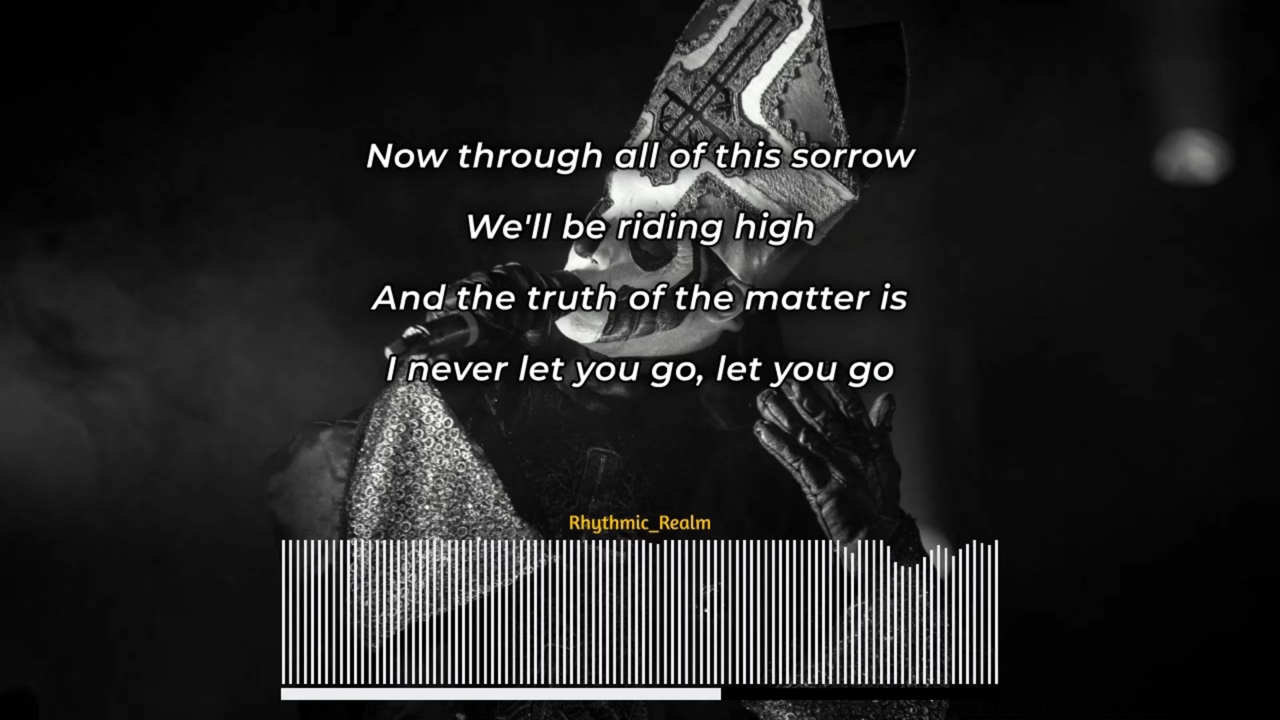 Now through all of this sorrow
We'll be riding high
And the truth of the matter is
I never let you go, let you go
Rhythmic_Realm